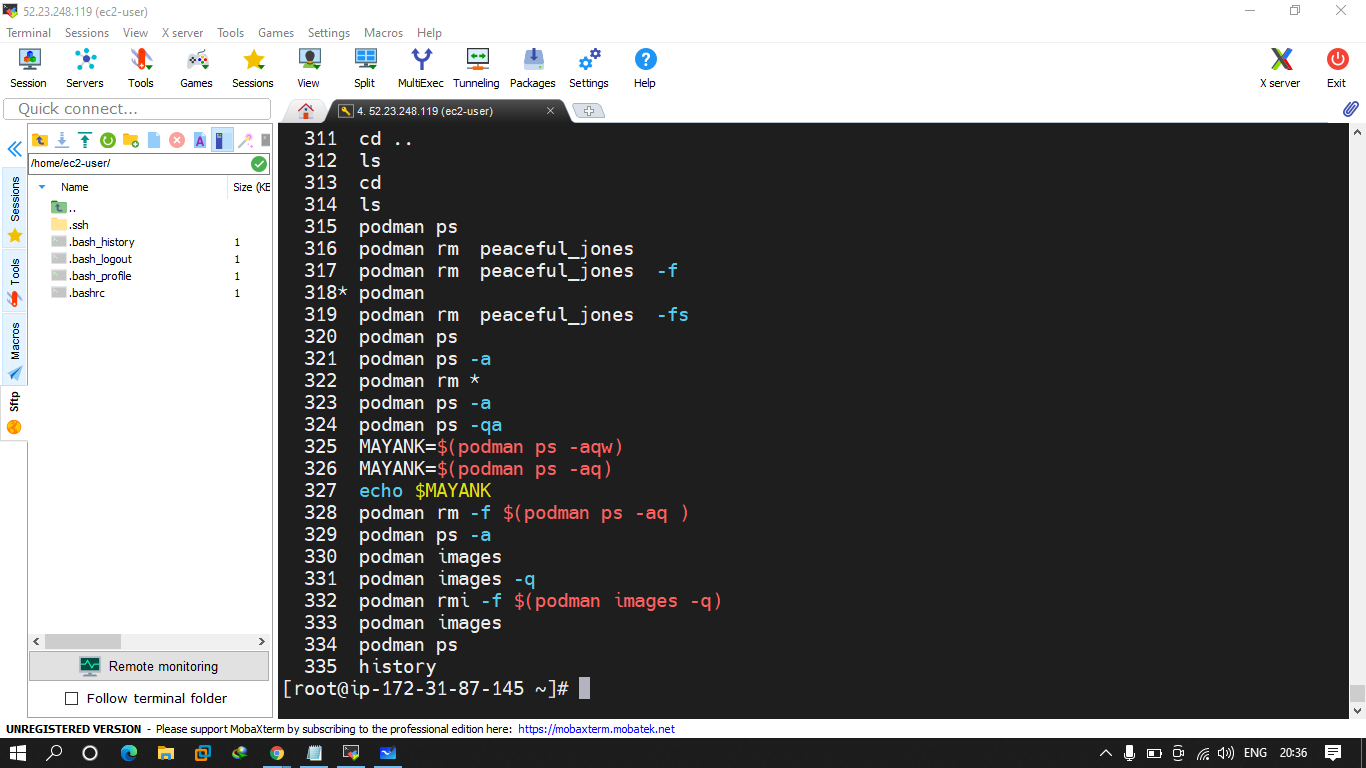 52.23.248.119 (ec2-user)
Terminal Sessions View X server Tools Games Settings Macros Help
Session Servers Tools Games Sessions View Split MultiExec Tunneling Packages Settings Help X server Exit
Quick connect...
4. 52.23.248.119 (ec2-user)
/home/ec2-user/
Name Size (KB
..
.ssh
.bash_history 1
.bash_logout 1
.bash_profile 1
.bashrc 1
Sessions
Tools
Macros
Sftp
Remote monitoring
Follow terminal folder
311 cd ..
312 ls
313 cd
314 ls
315 podman ps
316 podman rm  peaceful_jones
317 podman rm  peaceful_jones  -f
318* podman
319 podman rm  peaceful_jones  -fs
320 podman ps
321 podman ps -a
322 podman rm *
323 podman ps -a
324 podman ps -qa
325 MAYANK=$(podman ps -aqw)
326 MAYANK=$(podman ps -aq)
327 echo $MAYANK
328 podman rm -f $(podman ps -aq )
329 podman ps -a
330 podman images
331 podman images -q
332 podman rmi -f $(podman images -q)
333 podman images
334 podman ps
335 history
[root@ip-172-31-87-145 ~]#
UNREGISTERED VERSION - Please support MobaXterm by subscribing to the professional edition here: https://mobaxterm.mobatek.net
ENG 20:36